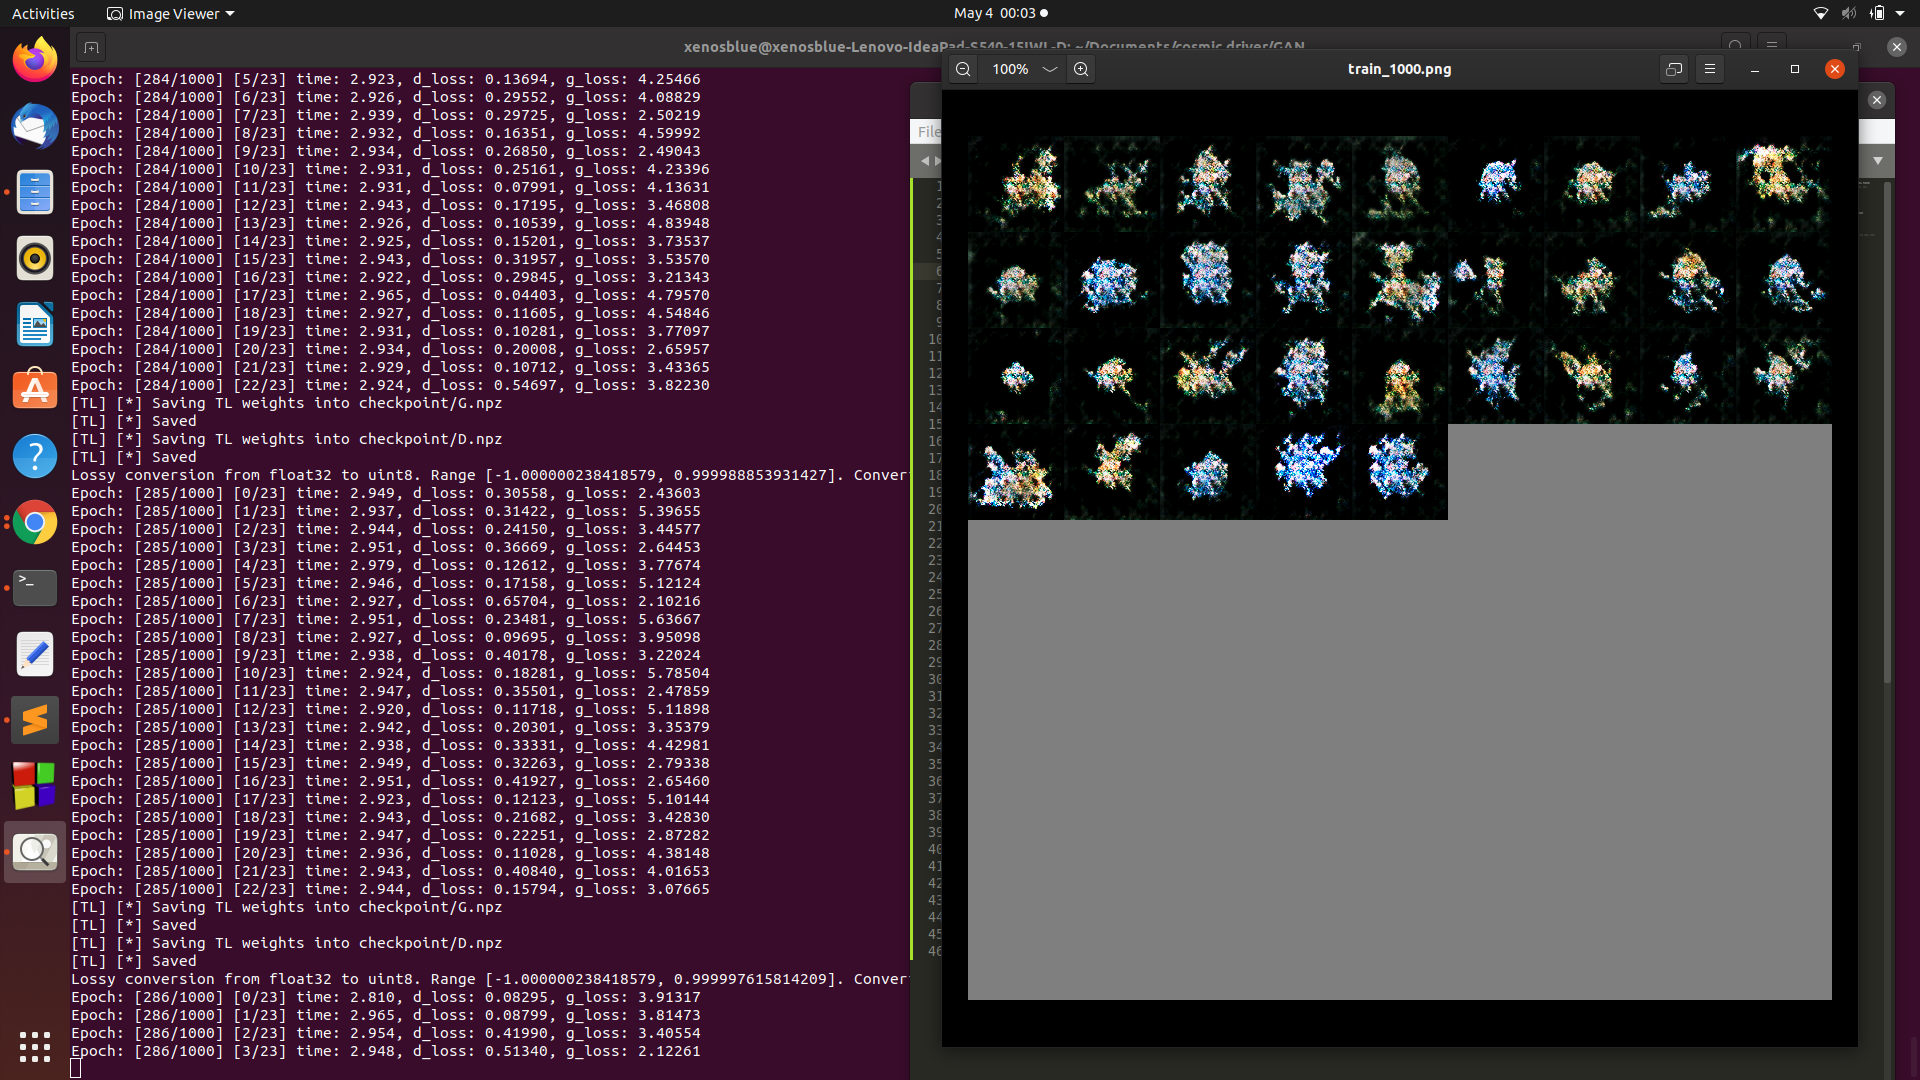 Activities
Image Viewer
May 4 00:03
xenosblue@xenosblue-Lenovo-IdeaPad-S540-15IWL-D: ~/Documents/cosmic driver/GAN
100%
train_1000.png
File
Epoch: [284/1000] [5/23] time: 2.923, d_loss: 0.13694, g_loss: 4.25466
Epoch: [284/1000] [6/23] time: 2.926, d_loss: 0.29552, g_loss: 4.08829
Epoch: [284/1000] [7/23] time: 2.939, d_loss: 0.29725, g_loss: 2.50219
Epoch: [284/1000] [8/23] time: 2.932, d_loss: 0.16351, g_loss: 4.59992
Epoch: [284/1000] [9/23] time: 2.934, d_loss: 0.26850, g_loss: 2.49043
Epoch: [284/1000] [10/23] time: 2.931, d_loss: 0.25161, g_loss: 4.23396
Epoch: [284/1000] [11/23] time: 2.931, d_loss: 0.07991, g_loss: 4.13631
Epoch: [284/1000] [12/23] time: 2.943, d_loss: 0.17195, g_loss: 3.46808
Epoch: [284/1000] [13/23] time: 2.926, d_loss: 0.10539, g_loss: 4.83948
Epoch: [284/1000] [14/23] time: 2.925, d_loss: 0.15201, g_loss: 3.73537
Epoch: [284/1000] [15/23] time: 2.943, d_loss: 0.31957, g_loss: 3.53570
Epoch: [284/1000] [16/23] time: 2.922, d_loss: 0.29845, g_loss: 3.21343
Epoch: [284/1000] [17/23] time: 2.965, d_loss: 0.04403, g_loss: 4.79570
Epoch: [284/1000] [18/23] time: 2.927, d_loss: 0.11605, g_loss: 4.54846
Epoch: [284/1000] [19/23] time: 2.931, d_loss: 0.10281, g_loss: 3.77097
Epoch: [284/1000] [20/23] time: 2.934, d_loss: 0.20008, g_loss: 2.65957
Epoch: [284/1000] [21/23] time: 2.929, d_loss: 0.10712, g_loss: 3.43365
Epoch: [284/1000] [22/23] time: 2.924, d_loss: 0.54697, g_loss: 3.82230
[TL] [*] Saving TL weights into checkpoint/G.npz
[TL] [*] Saved
[TL] [*] Saving TL weights into checkpoint/D.npz
[TL] [*] Saved
Lossy conversion from float32 to uint8. Range [-1.000000238418579, 0.999988853931427]. Conver
Epoch: [285/1000] [0/23] time: 2.949, d_loss: 0.30558, g_loss: 2.43603
Epoch: [285/1000] [1/23] time: 2.937, d_loss: 0.31422, g_loss: 5.39655
Epoch: [285/1000] [2/23] time: 2.944, d_loss: 0.24150, g_loss: 3.44577
Epoch: [285/1000] [3/23] time: 2.951, d_loss: 0.36669, g_loss: 2.64453
Epoch: [285/1000] [4/23] time: 2.979, d_loss: 0.12612, g_loss: 3.77674
Epoch: [285/1000] [5/23] time: 2.946, d_loss: 0.17158, g_loss: 5.12124
Epoch: [285/1000] [6/23] time: 2.927, d_loss: 0.65704, g_loss: 2.10216
Epoch: [285/1000] [7/23] time: 2.951, d_loss: 0.23481, g_loss: 5.63667
Epoch: [285/1000] [8/23] time: 2.927, d_loss: 0.09695, g_loss: 3.95098
Epoch: [285/1000] [9/23] time: 2.938, d_loss: 0.40178, g_loss: 3.22024
Epoch: [285/1000] [10/23] time: 2.924, d_loss: 0.18281, g_loss: 5.78504
Epoch: [285/1000] [11/23] time: 2.947, d_loss: 0.35501, g_loss: 2.47859
Epoch: [285/1000] [12/23] time: 2.920, d_loss: 0.11718, g_loss: 5.11898
Epoch: [285/1000] [13/23] time: 2.942, d_loss: 0.20301, g_loss: 3.35379
Epoch: [285/1000] [14/23] time: 2.938, d_loss: 0.33331, g_loss: 4.42981
Epoch: [285/1000] [15/23] time: 2.949, d_loss: 0.32263, g_loss: 2.79338
Epoch: [285/1000] [16/23] time: 2.951, d_loss: 0.41927, g_loss: 2.65460
Epoch: [285/1000] [17/23] time: 2.923, d_loss: 0.12123, g_loss: 5.10144
Epoch: [285/1000] [18/23] time: 2.943, d_loss: 0.21682, g_loss: 3.42830
Epoch: [285/1000] [19/23] time: 2.947, d_loss: 0.22251, g_loss: 2.87282
Epoch: [285/1000] [20/23] time: 2.936, d_loss: 0.11028, g_loss: 4.38148
Epoch: [285/1000] [21/23] time: 2.943, d_loss: 0.40840, g_loss: 4.01653
Epoch: [285/1000] [22/23] time: 2.944, d_loss: 0.15794, g_loss: 3.07665
[TL] [*] Saving TL weights into checkpoint/G.npz
[TL] [*] Saved
[TL] [*] Saving TL weights into checkpoint/D.npz
[TL] [*] Saved
Lossy conversion from float32 to uint8. Range [-1.000000238418579, 0.999997615814209]. Conver
Epoch: [286/1000] [0/23] time: 2.810, d_loss: 0.08295, g_loss: 3.91317
Epoch: [286/1000] [1/23] time: 2.965, d_loss: 0.08799, g_loss: 3.81473
Epoch: [286/1000] [2/23] time: 2.954, d_loss: 0.41990, g_loss: 3.40554
Epoch: [286/1000] [3/23] time: 2.948, d_loss: 0.51340, g_loss: 2.12261